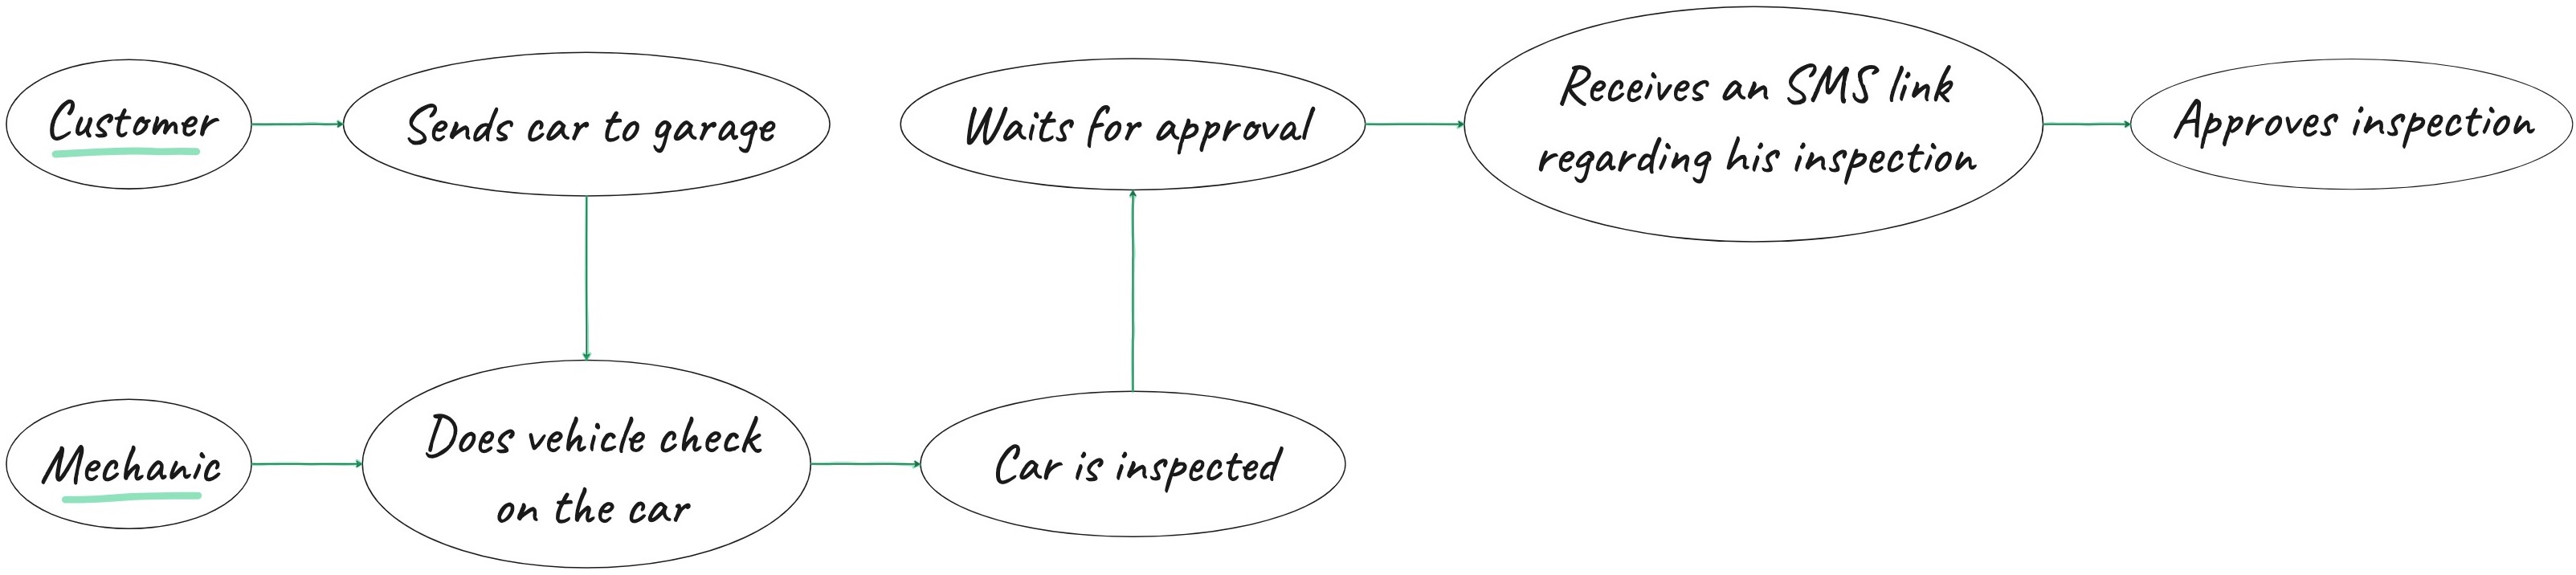 Customer
Sends car to garage
Waits for approval
Receives an SMS link
regarding his inspection
Approves inspection
Mechanic
Does vehicle check
on the car
Car is inspected